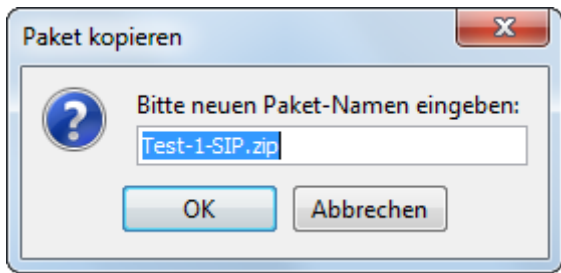 Paket kopieren
Bitte neuen Paket-Namen eingeben:
Test-1-SIP.zip
OK
Abbrechen